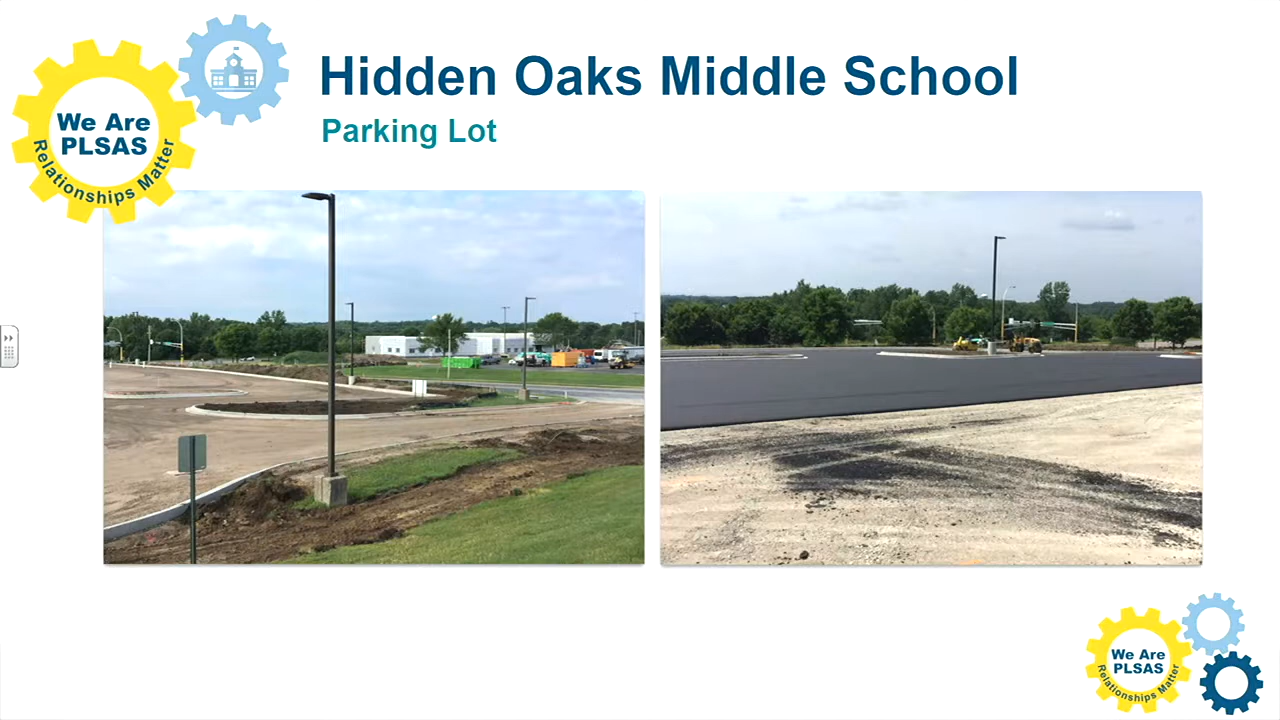 Hidden Oaks Middle School
Parking Lot
We Are
PLSAS
Relationships Matter
We Are
PLSAS
Relationships Matter